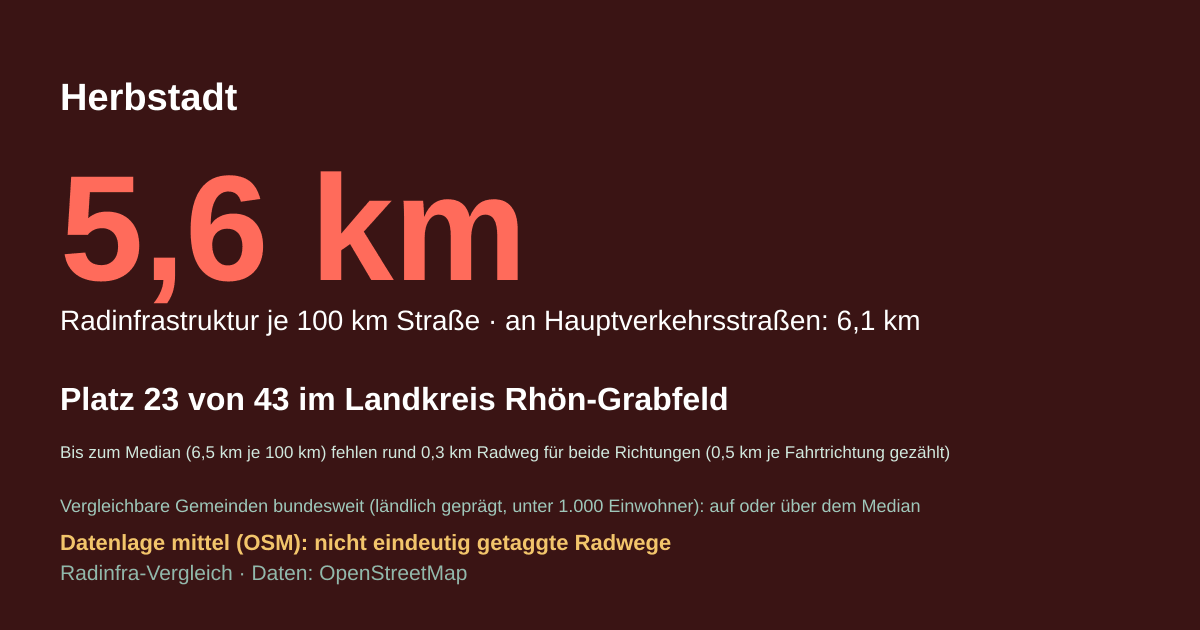 Herbstadt
5,6 km
Radinfrastruktur je 100 km Straße · an Hauptverkehrsstraßen: 6,1 km
Platz 23 von 43 im Landkreis Rhön-Grabfeld
Bis zum Median (6,5 km je 100 km) fehlen rund 0,3 km Radweg für beide Richtungen (0,5 km je Fahrtrichtung gezählt)
Vergleichbare Gemeinden bundesweit (ländlich geprägt, unter 1.000 Einwohner): auf oder über dem Median
Datenlage mittel (OSM): nicht eindeutig getaggte Radwege
Radinfra-Vergleich · Daten: OpenStreetMap